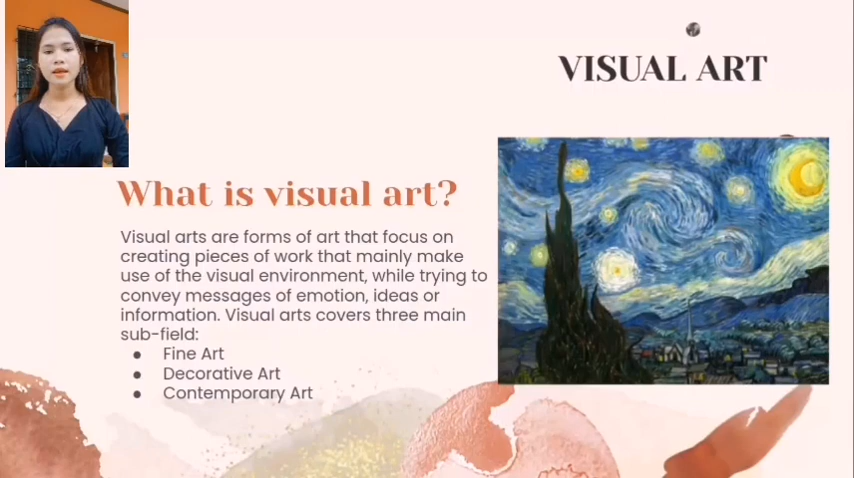 VISUAL ART
What is visual art?
Visual arts are forms of art that focus on
creating pieces of work that mainly make
use of the visual environment, while trying to
convey messages of emotion, ideas or
information. Visual arts covers three main
sub-field:
● Fine Art
● Decorative Art
● Contemporary Art